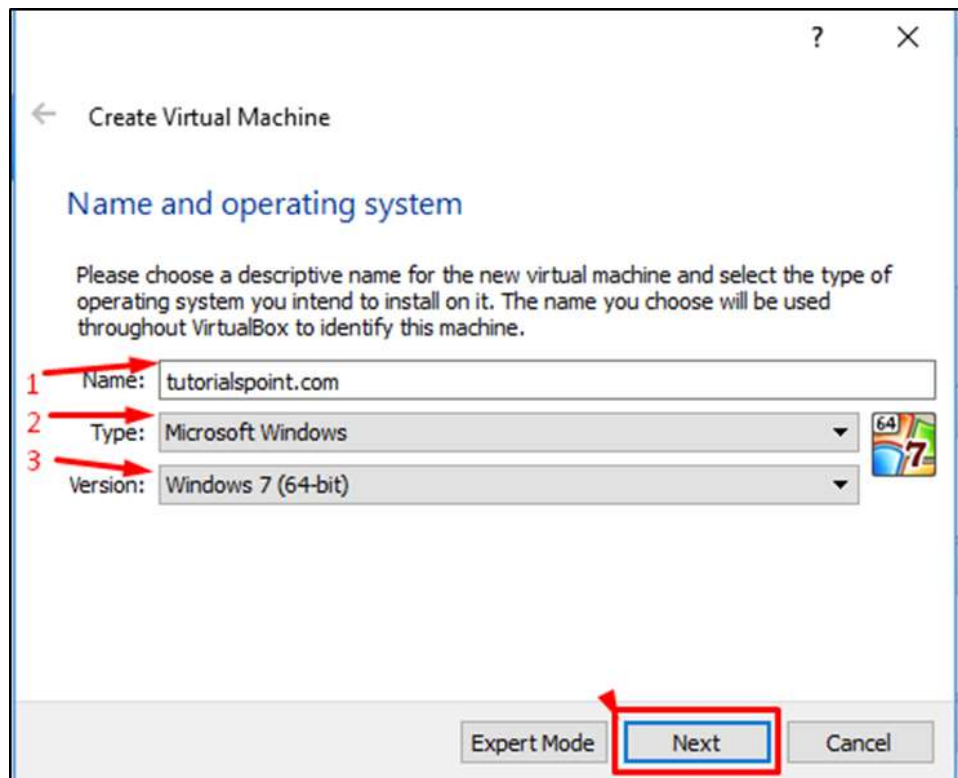 ?
Create Virtual Machine
Name and operating system
Please choose a descriptive name for the new virtual machine and select the type of
operating system you intend to install on it. The name you choose will be used
throughout VirtualBox to identify this machine.
1 Name: tutorialspoint.com
2 Type: Microsoft Windows 64 7
3 Version: Windows 7 (64-bit)
Expert Mode Next Cancel